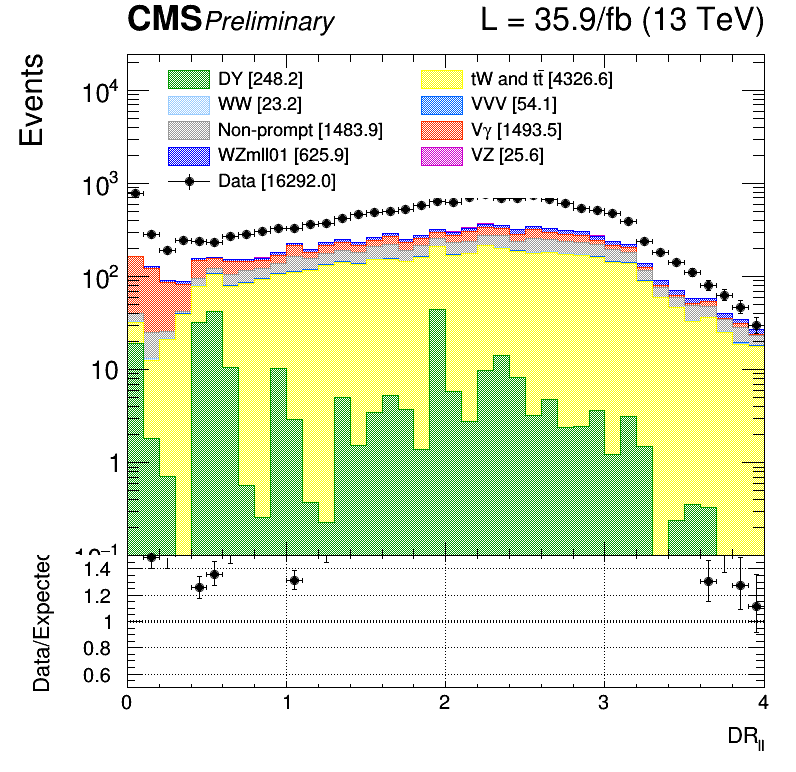 CMS Preliminary L = 35.9/fb (13 TeV)
Events
DY [248.2] tW and tt̄ [4326.6]
WW [23.2] VVV [54.1]
Non-prompt [1483.9] Vγ [1493.5]
WZmll01 [625.9] VZ [25.6]
Data [16292.0]
10⁴
10³
10²
10
1
10⁻¹
Data/Expected
1.4
1.2
1
0.8
0.6
0 1 2 3 4
DR_ll